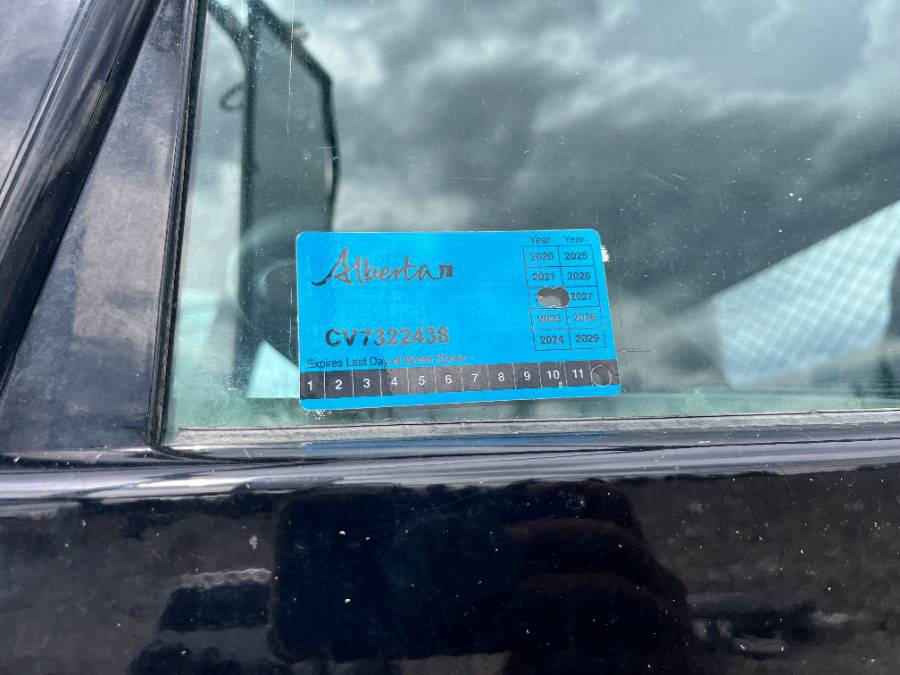 Alberta
Year Year
2020 2025
2021 2026
2027
2023 2028
2024 2029
CV7322438
Expires Last Day of Month Shown
1 2 3 4 5 6 7 8 9 10 11